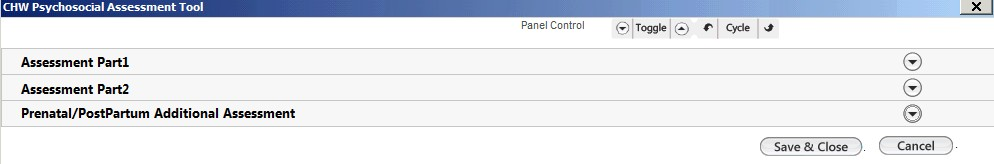 CHW Psychosocial Assessment Tool
Panel Control Toggle Cycle
Assessment Part1
Assessment Part2
Prenatal/PostPartum Additional Assessment
Save & Close . Cancel .